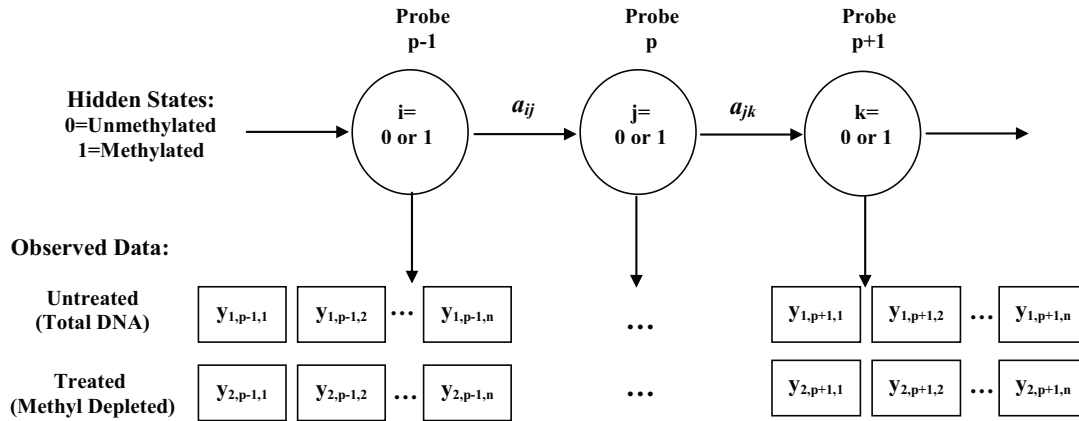 Probe
p-1
Probe
p
Probe
p+1
Hidden States:
0=Unmethylated
1=Methylated
i=
0 or 1
a_ij
j=
0 or 1
a_jk
k=
0 or 1
Observed Data:
Untreated
(Total DNA)
y1,p-1,1 y1,p-1,2 ... y1,p-1,n ... y1,p+1,1 y1,p+1,2 ... y1,p+1,n
Treated
(Methyl Depleted)
y2,p-1,1 y2,p-1,2 ... y2,p-1,n ... y2,p+1,1 y2,p+1,2 ... y2,p+1,n